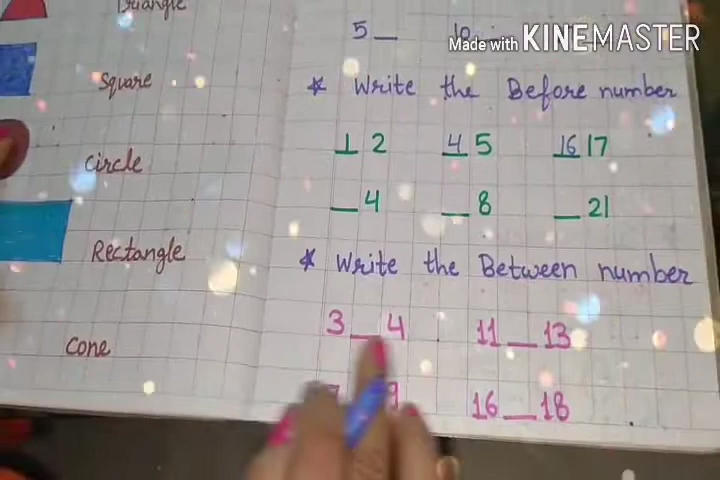 Triangle
Square
Circle
Rectangle
Cone
5 __
Made with KINEMASTER
* Write the Before number
1 2 4 5 16 17
__ 4 __ 8 __ 21
* Write the Between number
3 __ 4 11 __ 13
9 16 __ 18